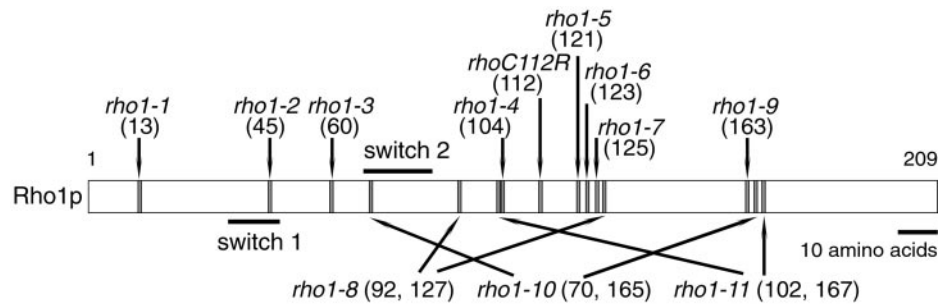 rho1-5
(121)
rhoC112R
(112)
rho1-6
(123)
rho1-1
(13)
rho1-2
(45)
rho1-3
(60)
rho1-4
(104)
rho1-7
(125)
rho1-9
(163)
switch 2
1
209
Rho1p
switch 1
10 amino acids
rho1-8 (92, 127)
rho1-10 (70, 165)
rho1-11 (102, 167)